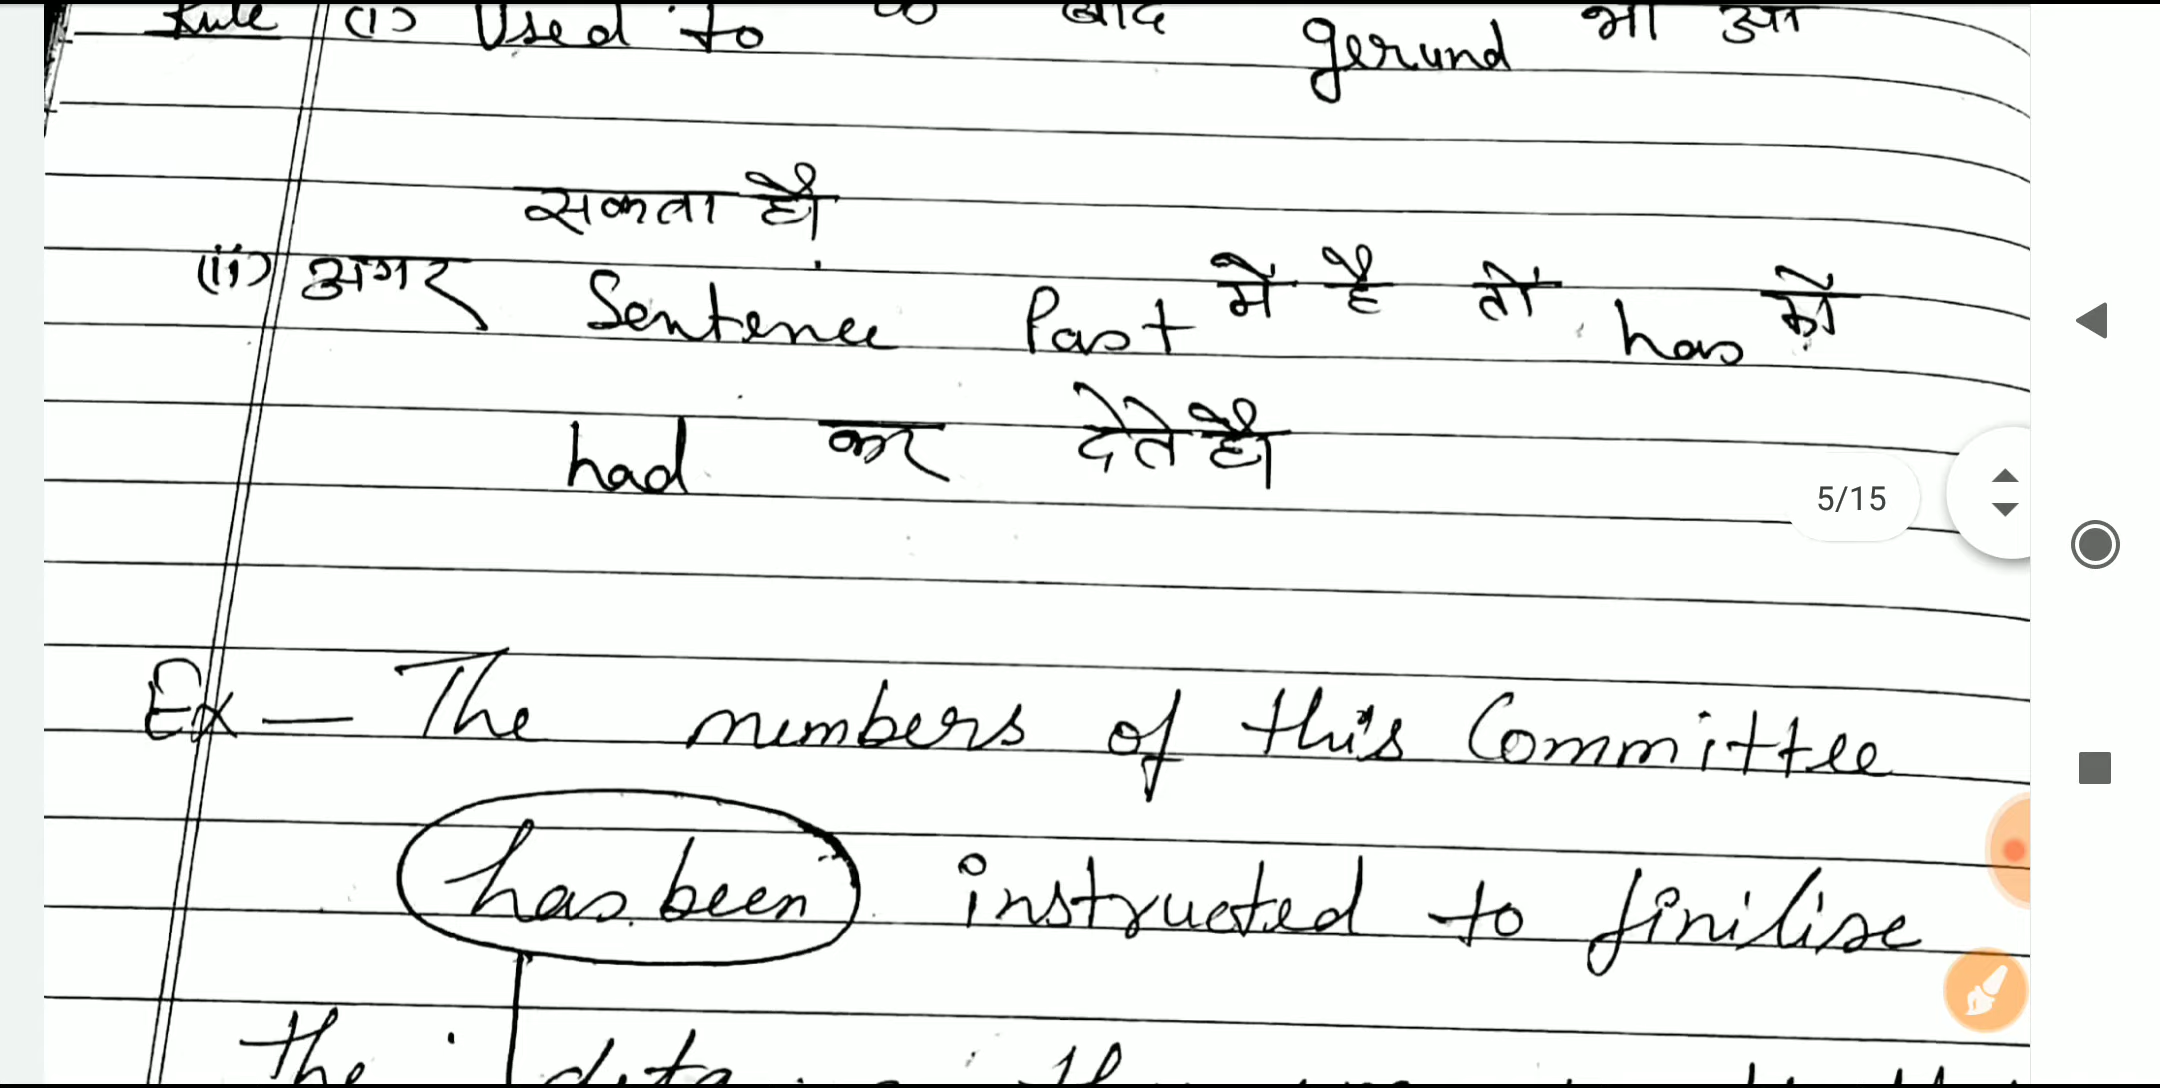 Rule (i) Used to के बाद gerund भी आ
सकता है।
(ii) अगर Sentence Past में है तो has को
had कर देते है।
5/15
Ex — The members of this Committee
has been instructed to finilise
the